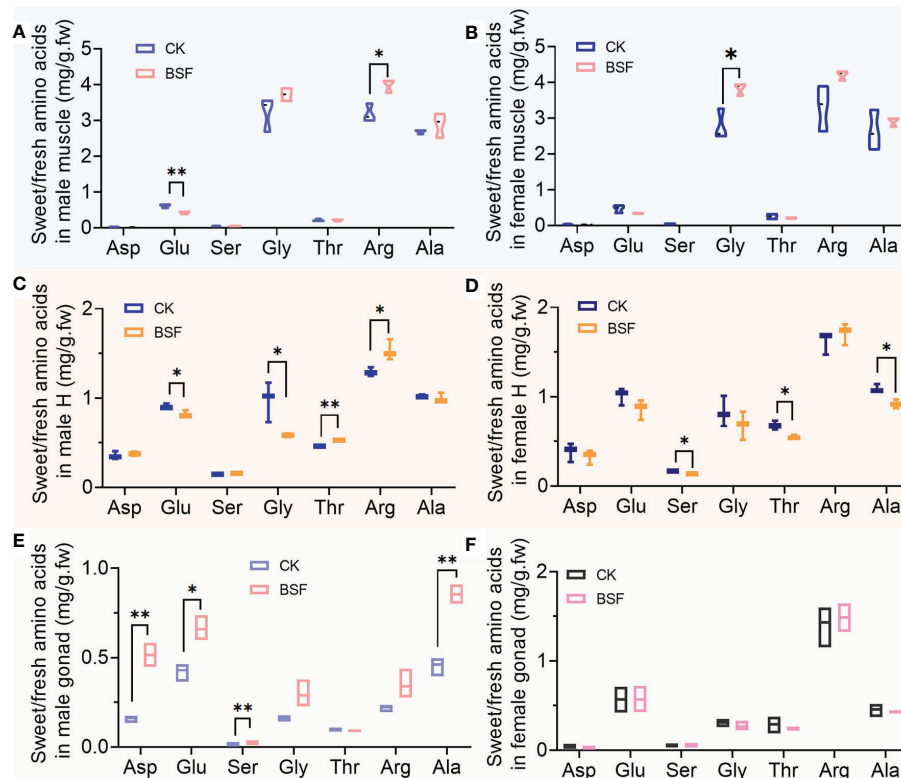 A
Sweet/fresh amino acids
in male muscle (mg/g.fw)
5
4
3
2
1
0
CK
BSF
**
*
Asp Glu Ser Gly Thr Arg Ala
B
Sweet/fresh amino acids
in female muscle (mg/g.fw)
5
4
3
2
1
0
CK
BSF
*
Asp Glu Ser Gly Thr Arg Ala
C
Sweet/fresh amino acids
in male H (mg/g.fw)
2
1
0
CK
BSF
*
*
**
*
Asp Glu Ser Gly Thr Arg Ala
D
Sweet/fresh amino acids
in female H (mg/g.fw)
2
1
0
CK
BSF
*
*
*
Asp Glu Ser Gly Thr Arg Ala
E
Sweet/fresh amino acids
in male gonad (mg/g.fw)
1.0
0.5
0.0
CK
BSF
**
*
**
**
Asp Glu Ser Gly Thr Arg Ala
F
Sweet/fresh amino acids
in female gonad (mg/g.fw)
2
1
0
CK
BSF
Asp Glu Ser Gly Thr Arg Ala